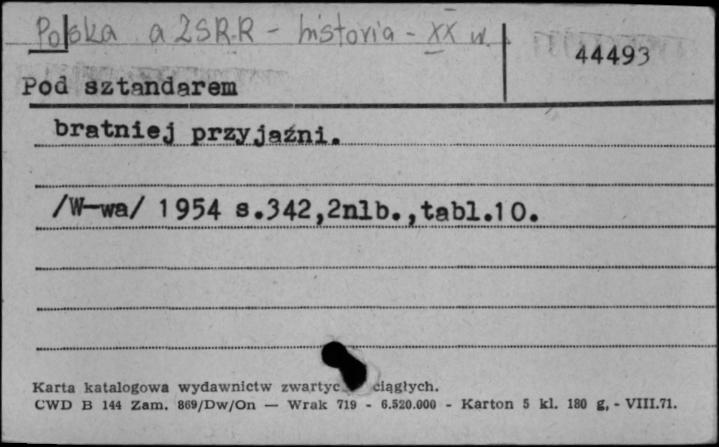 Polska a ZSRR - historia - XX w.
44493
Pod sztandarem
bratniej przyjaźni.
/W-wa/ 1954 s.342,2nlb.,tabl.10.
Karta katalogowa wydawnictw zwartyc ciągłych.
CWD B 144 Zam. 869/Dw/On — Wrak 719 - 6.520.000 - Karton 5 kl. 180 g, - VIII.71.